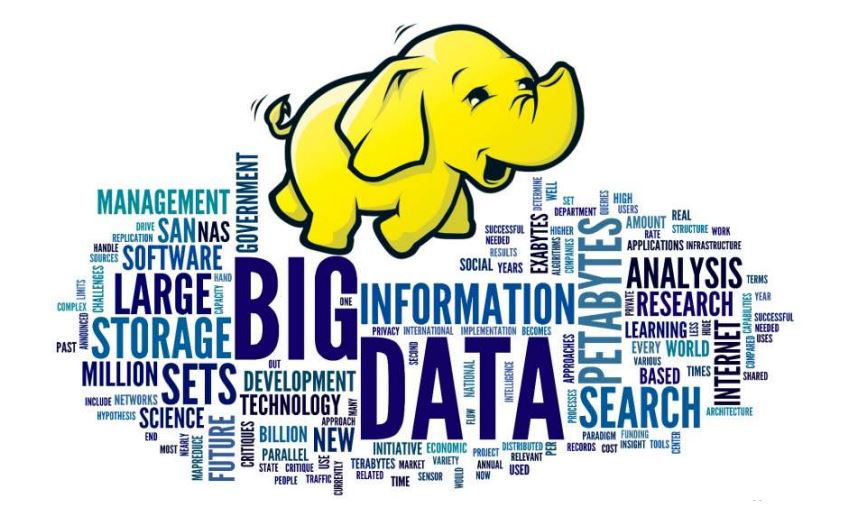 MANAGEMENT
GOVERNMENT
DRIVE
SAN
NAS
REPLICATION
HANDLE
SOURCES
SOFTWARE
CHALLENGES
LARGE
CAPACITY
HAND
LIMITS
COMPLEX
ANNOUNCED
PAST
STORAGE
MILLION
SETS
INCLUDE
NETWORKS
HYPOTHESIS
SCIENCE
END
MOST
NEARLY
MAPREDUCE
FUTURE
CRITIQUES
BIG
ONE
INFORMATION
PRIVACY
INTERNATIONAL
IMPLEMENTATION
BECOMES
DATA
OUT
SECOND
DEVELOPMENT
TECHNOLOGY
APPROACH
MANY
BILLION
NEW
PARALLEL
USE
STATE
CRITIQUE
CURRENTLY
PEOPLE
TRAFFIC
FLOW
NATIONAL
INTELLIGENCE
INITIATIVE
ECONOMIC
PROJECT
DISTRIBUTED
PER
TERABYTES
MARKET
VARIETY
RELEVANT
RELATED
TIME
SENSOR
WOULD
ANNUAL
NOW
USED
SUCCESSFUL
NEEDED
RESULTS
SOCIAL
YEARS
EXABYTES
DETERMINE
WELL
SET
DEPARTMENT
HIGHER
ALGORITHMS
COMPANIES
QUERIES
HIGH
USERS
PETABYTES
AMOUNT
REAL
RATE
STRUCTURE
WORK
APPLICATIONS
INFRASTRUCTURE
ANALYSIS
TERMS
PRIVATE
RESEARCH
YEAR
LEARNING
LESS
HUGE
INTERNET
CAPABILITIES
COMPARED
SUCCESSFUL
NEEDED
USES
EVERY
WORLD
VARIOUS
BASED
TIMES
SHARED
APPROACHES
PROCESSES
SEARCH
ARCHITECTURE
PARADIGM
FUNDING
RECORDS
COST
INSIGHT
TOOLS
CENTER